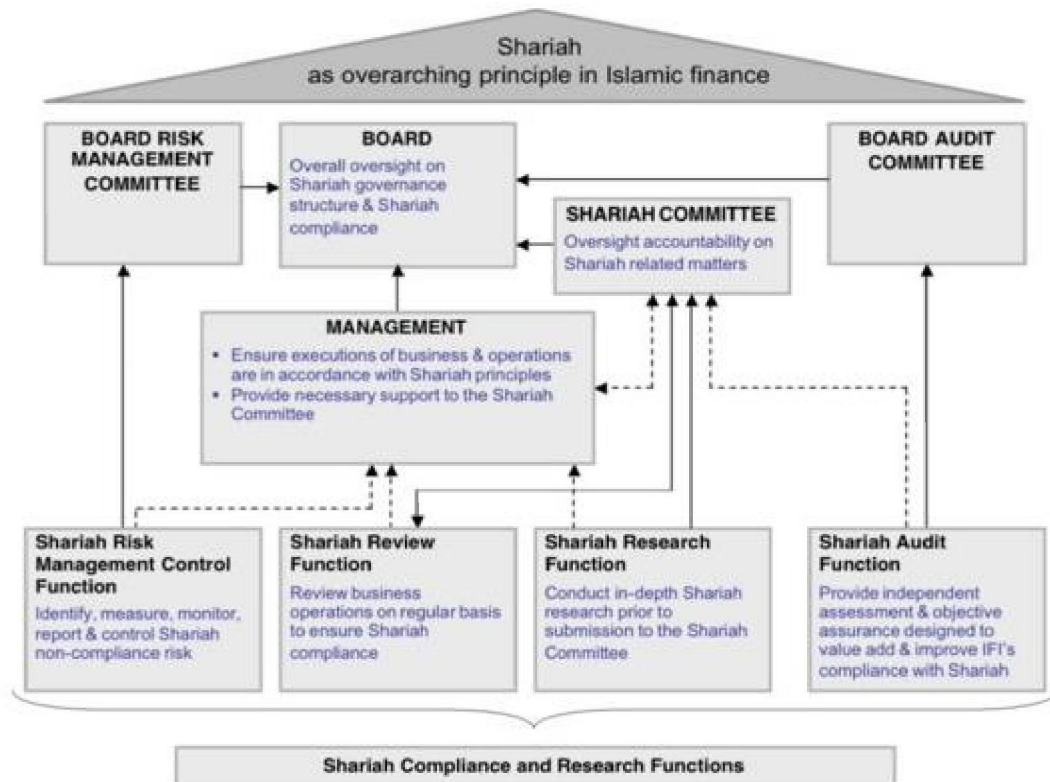 Shariah
as overarching principle in Islamic finance
BOARD RISK
MANAGEMENT
COMMITTEE
BOARD
Overall oversight on
Shariah governance
structure & Shariah
compliance
BOARD AUDIT
COMMITTEE
SHARIAH COMMITTEE
Oversight accountability on
Shariah related matters
MANAGEMENT
▪ Ensure executions of business & operations
are in accordance with Shariah principles
▪ Provide necessary support to the Shariah
Committee
Shariah Risk
Management Control
Function
Identify, measure, monitor,
report & control Shariah
non-compliance risk
Shariah Review
Function
Review business
operations on regular basis
to ensure Shariah
compliance
Shariah Research
Function
Conduct in-depth Shariah
research prior to
submission to the Shariah
Committee
Shariah Audit
Function
Provide independent
assessment & objective
assurance designed to
value add & improve IFI's
compliance with Shariah
Shariah Compliance and Research Functions